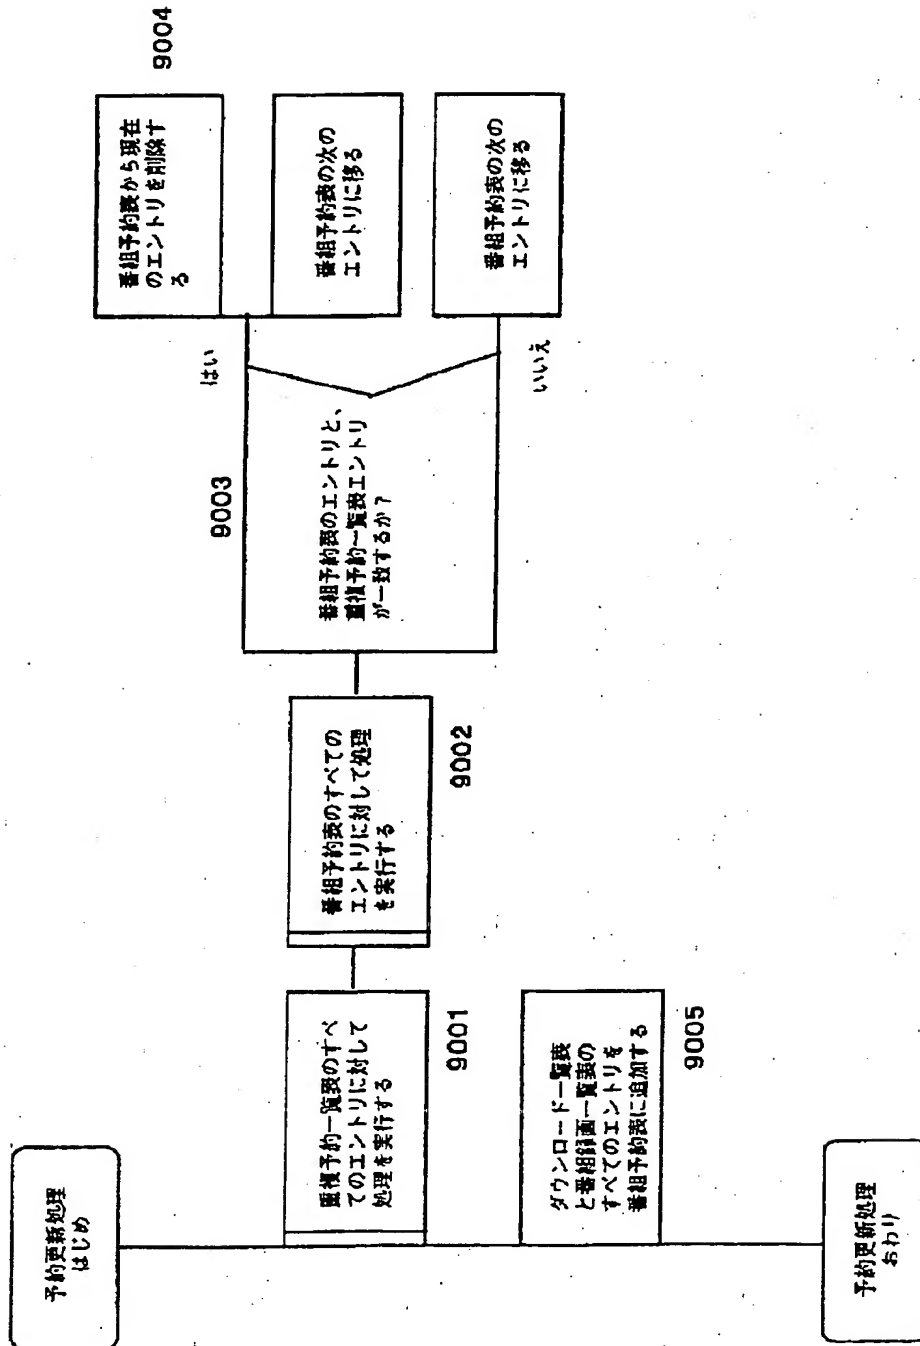 予約更新処理
はじめ
重複予約一覧表のすべ
てのエントリに対して
処理を実行する
9001
番組予約表のすべての
エントリに対して処理
を実行する
9002
9003
番組予約表のエントリと、
重複予約一覧表エントリ
が一致するか?
はい
番組予約表から現在
のエントリを削除す
る
9004
番組予約表の次の
エントリに移る
いいえ
番組予約表の次の
エントリに移る
ダウンロード一覧表
と番組録画一覧表の
すべてのエントリを
番組予約表に追加する
9005
予約更新処理
おわり